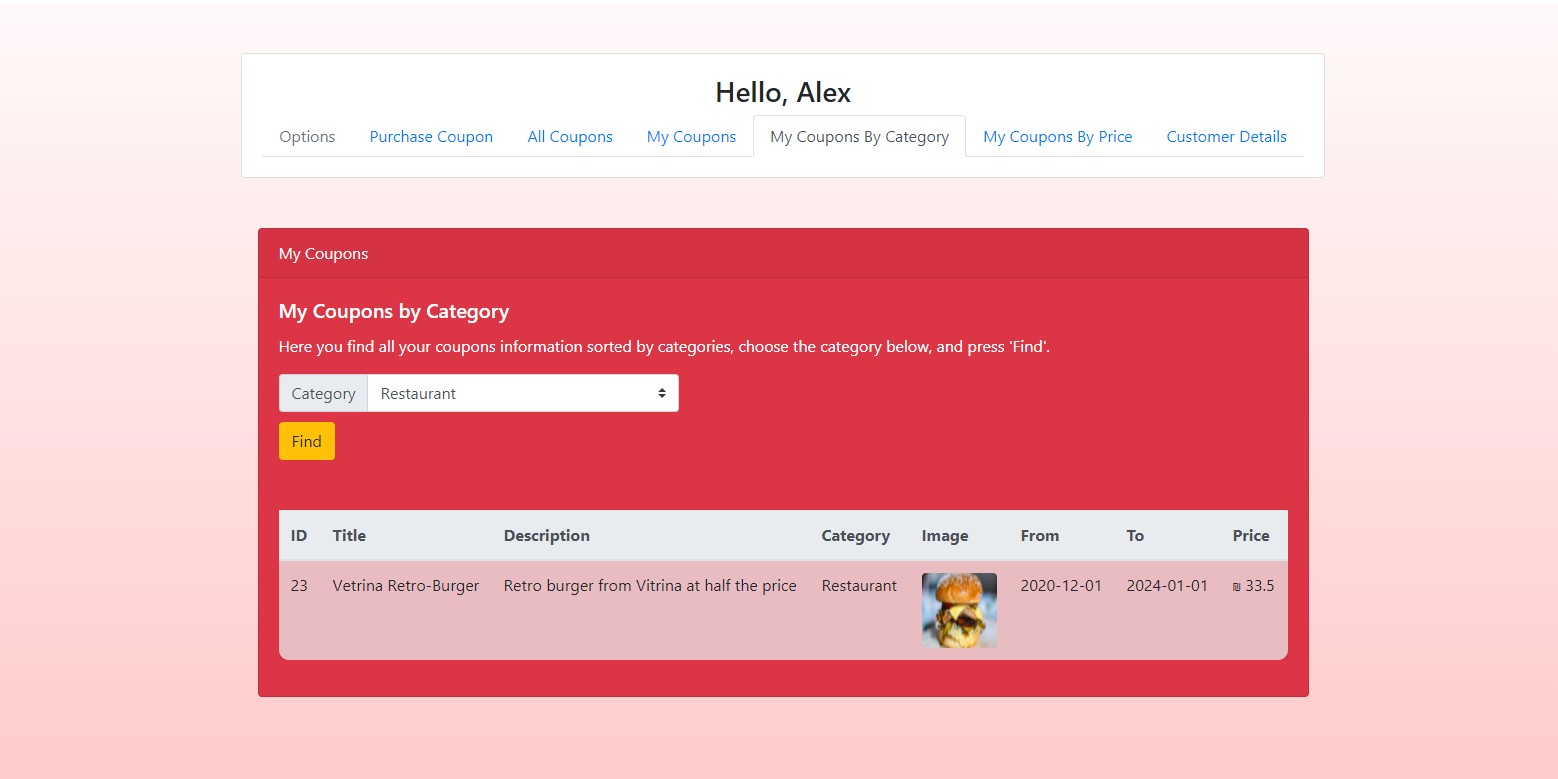 Hello, Alex
Options Purchase Coupon All Coupons My Coupons My Coupons By Category My Coupons By Price Customer Details
My Coupons
My Coupons by Category
Here you find all your coupons information sorted by categories, choose the category below, and press 'Find'.
Category Restaurant
Find
ID Title Description Category Image From To Price
23 Vetrina Retro-Burger Retro burger from Vitrina at half the price Restaurant 2020-12-01 2024-01-01 ₪ 33.5